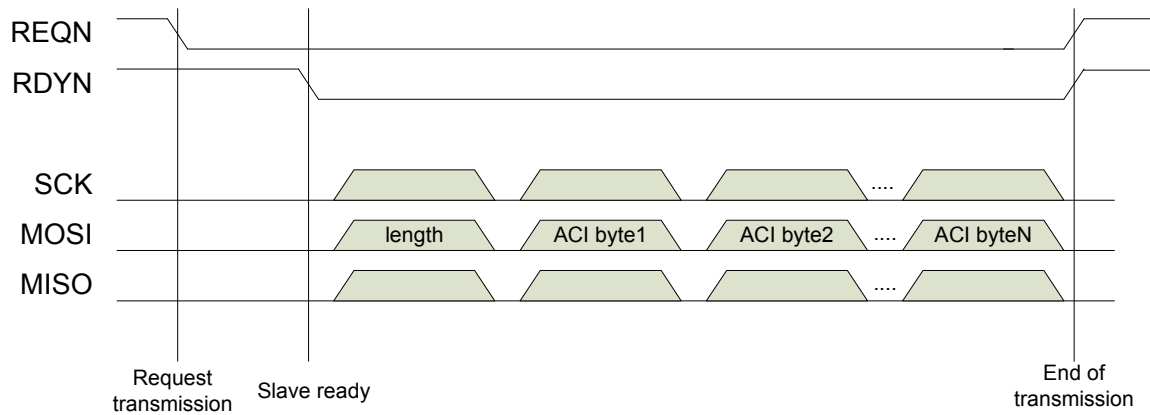 REQN
RDYN
SCK
....
MOSI
length
ACI byte1
ACI byte2
....
ACI byteN
MISO
....
Request
transmission
Slave ready
End of
transmission